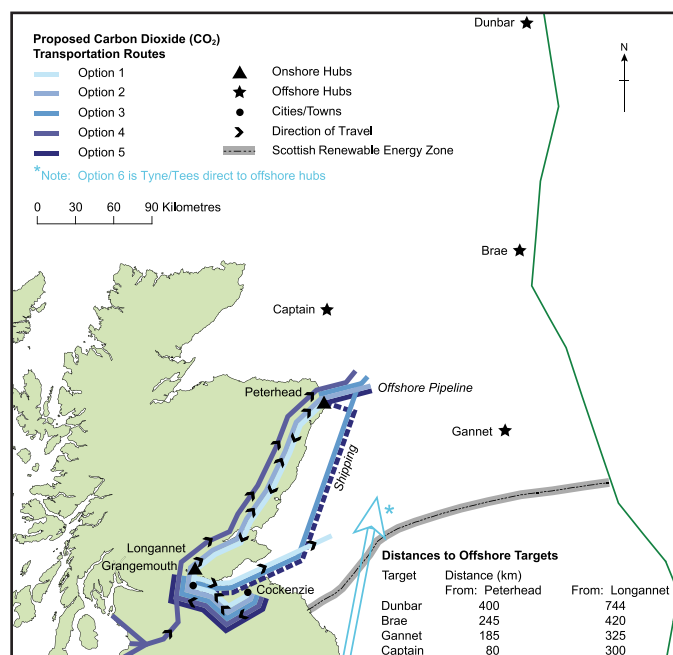 Dunbar
Proposed Carbon Dioxide (CO₂)
Transportation Routes
N
Option 1
Onshore Hubs
Option 2
Offshore Hubs
Option 3
Cities/Towns
Option 4
Direction of Travel
Option 5
Scottish Renewable Energy Zone
*Note: Option 6 is Tyne/Tees direct to offshore hubs
0 30 60 90 Kilometres
Brae
Captain
Peterhead
Offshore Pipeline
Gannet
Shipping
*
Longannet
Grangemouth
Cockenzie
Distances to Offshore Targets
Target Distance (km)
From: Peterhead From: Longannet
Dunbar 400 744
Brae 245 420
Gannet 185 325
Captain 80 300